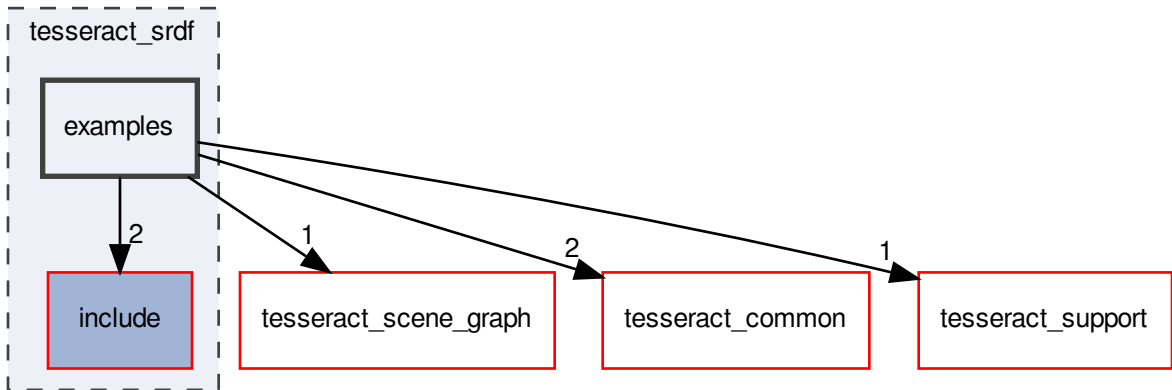 tesseract_srdf
examples
2
1
2
1
include
tesseract_scene_graph
tesseract_common
tesseract_support